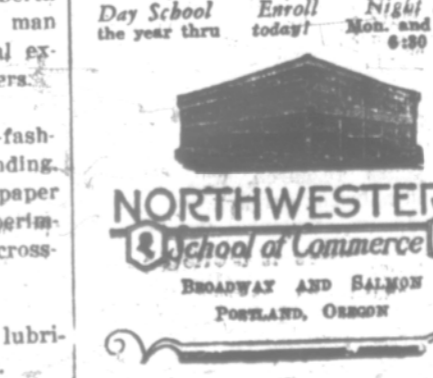 man
ex-
ers.
-fash-
nding.
paper
perim-
cross-
lubri-
Day School
the year thru
Enroll
today!
Night
Mon. and
6:30
NORTHWESTER
School of Commerce
BROADWAY AND SALMON
PORTLAND, OREGON